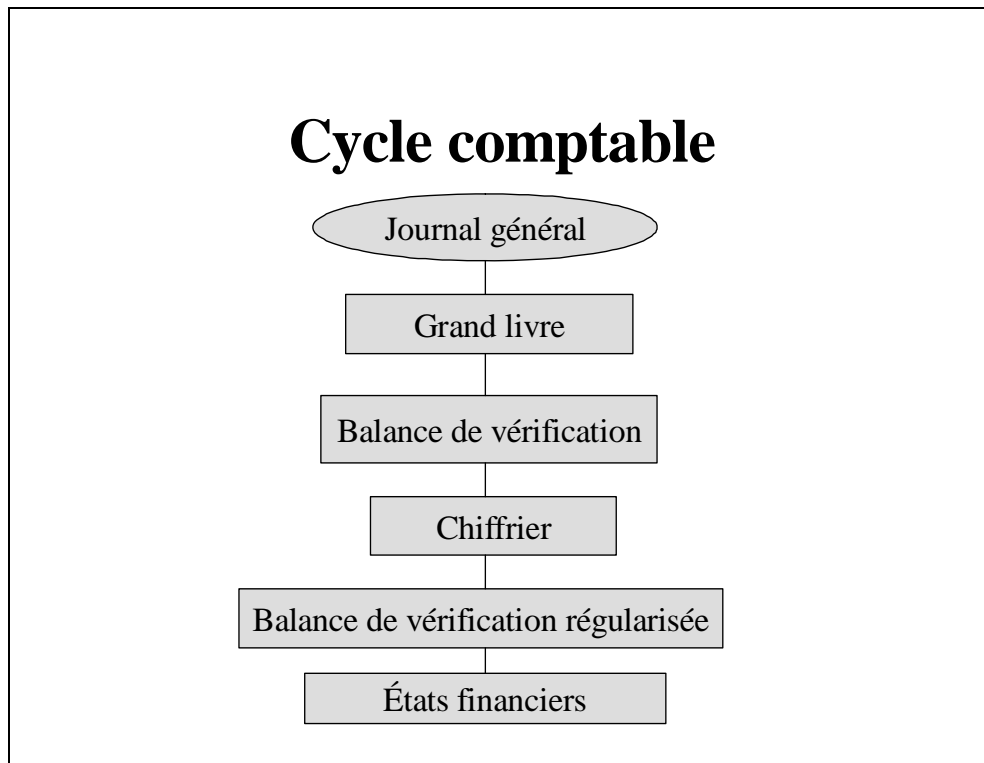 Cycle comptable
Journal général
Grand livre
Balance de vérification
Chiffrier
Balance de vérification régularisée
États financiers